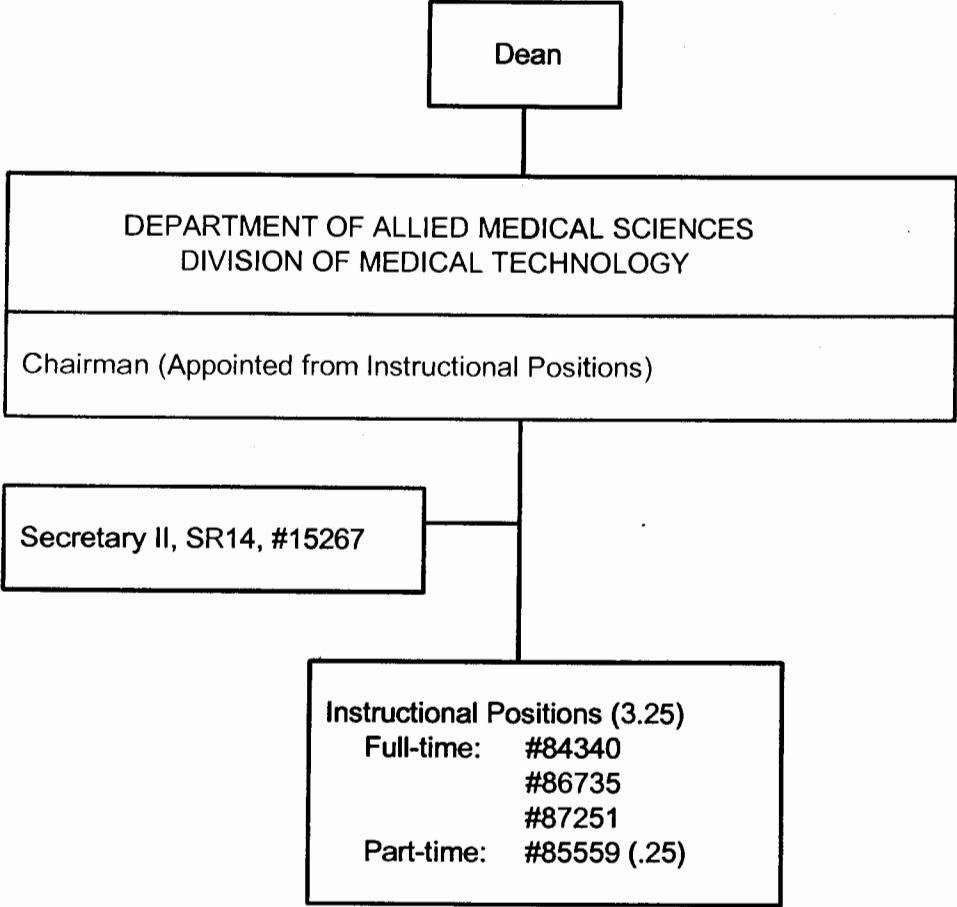 Dean
DEPARTMENT OF ALLIED MEDICAL SCIENCES
DIVISION OF MEDICAL TECHNOLOGY
Chairman (Appointed from Instructional Positions)
Secretary II, SR14, #15267
Instructional Positions (3.25)
Full-time: #84340
#86735
#87251
Part-time: #85559 (.25)